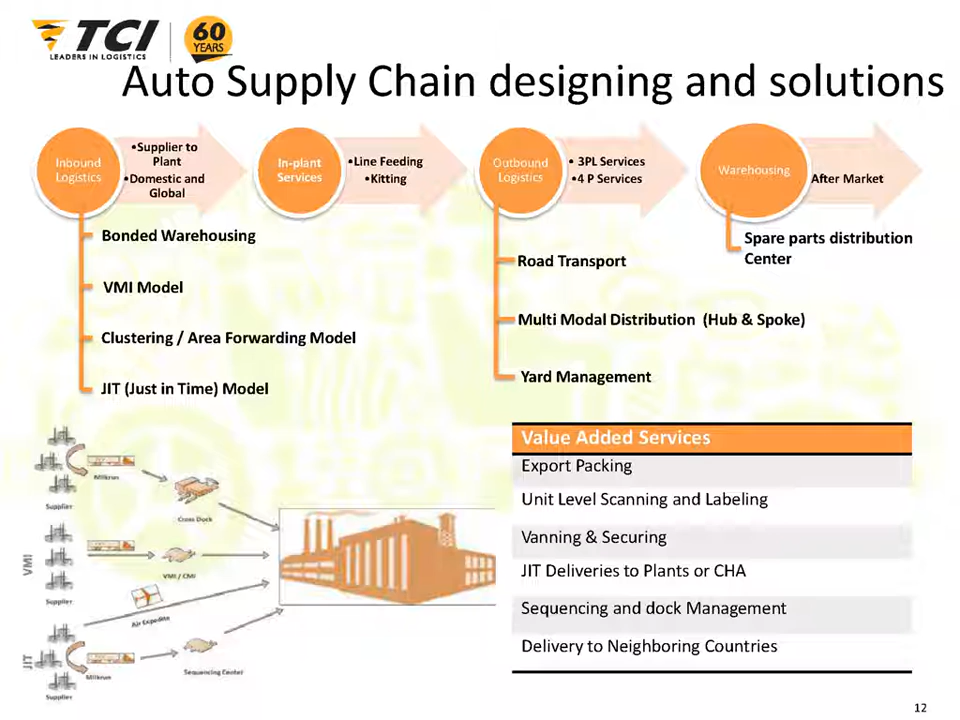 TCI
LEADERS IN LOGISTICS
60
YEARS
Auto Supply Chain designing and solutions
Inbound
Logistics
•Supplier to
Plant
•Domestic and
Global
In-plant
Services
•Line Feeding
•Kitting
Outbound
Logistics
• 3PL Services
•4 P Services
Warehousing
After Market
Bonded Warehousing
VMI Model
Clustering / Area Forwarding Model
JIT (Just in Time) Model
Road Transport
Multi Modal Distribution (Hub & Spoke)
Yard Management
Spare parts distribution
Center
Value Added Services
Export Packing
Unit Level Scanning and Labeling
Vanning & Securing
JIT Deliveries to Plants or CHA
Sequencing and dock Management
Delivery to Neighboring Countries
Milkrun
Supplier
Cross Dock
VMI
VMI / CMI
Supplier
Air Expedite
JIT
Milkrun
Sequencing Center
Supplier
12